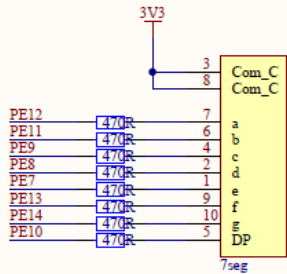 3V3
3 Com_C
8 Com_C
PE12 470R 7 a
PE11 470R 6 b
PE9 470R 4 c
PE8 470R 2 d
PE7 470R 1 e
PE13 470R 9 f
PE14 470R 10 g
PE10 470R 5 DP
7seg